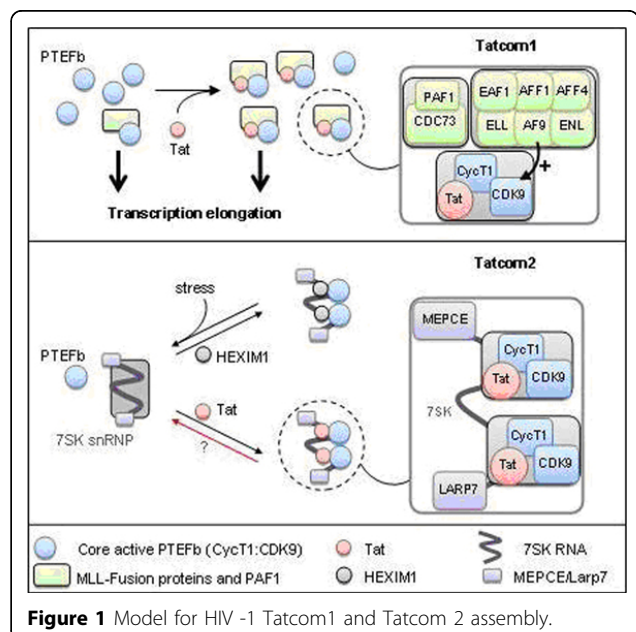 PTEFb
Tat
Transcription elongation
Tatcom1
PAF1
CDC73
EAF1 AFF1 AFF4
ELL AF9 ENL
+
CycT1
Tat
CDK9
PTEFb
7SK snRNP
stress
HEXIM1
Tat
?
Tatcom2
MEPCE
CycT1
Tat
CDK9
7SK
CycT1
Tat
CDK9
LARP7
Core active PTEFb (CycT1:CDK9)
Tat
7SK RNA
MLL-Fusion proteins and PAF1
HEXIM1
MEPCE/Larp7
Figure 1 Model for HIV -1 Tatcom1 and Tatcom 2 assembly.